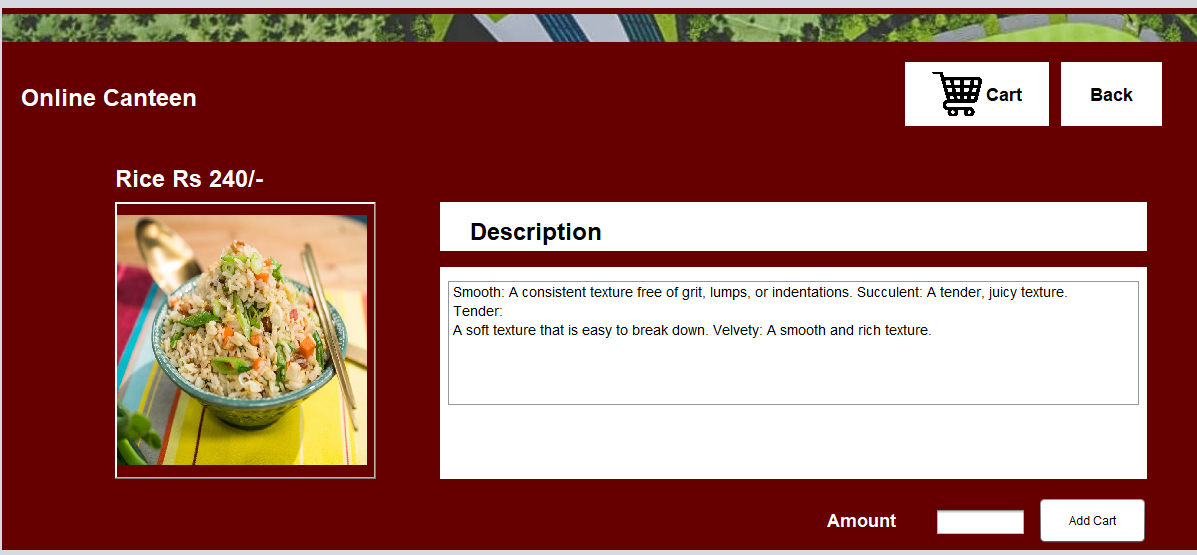 Online Canteen
Cart
Back
Rice Rs 240/-
Description
Smooth: A consistent texture free of grit, lumps, or indentations. Succulent: A tender, juicy texture.
Tender:
A soft texture that is easy to break down. Velvety: A smooth and rich texture.
Amount
Add Cart